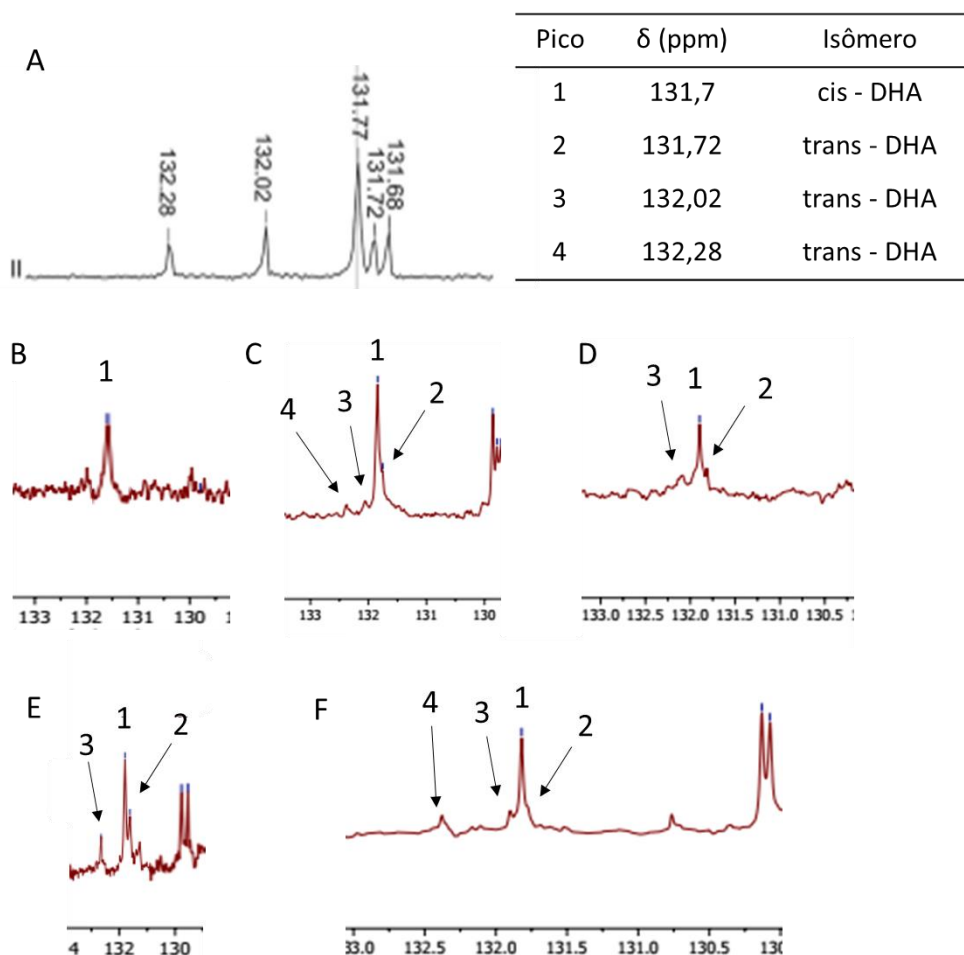 A
132.28
132.02
131.77
131.72
131.68
II
Pico δ (ppm) Isômero
1 131,7 cis - DHA
2 131,72 trans - DHA
3 132,02 trans - DHA
4 132,28 trans - DHA
B
1
133 132 131 130
C
1
2
3
4
133 132 131 130
D
3 1 2
133.0 132.5 132.0 131.5 131.0 130.5
E
1
2
3
4 132 130
F
1
4 3 2
33.0 132.5 132.0 131.5 131.0 130.5 130